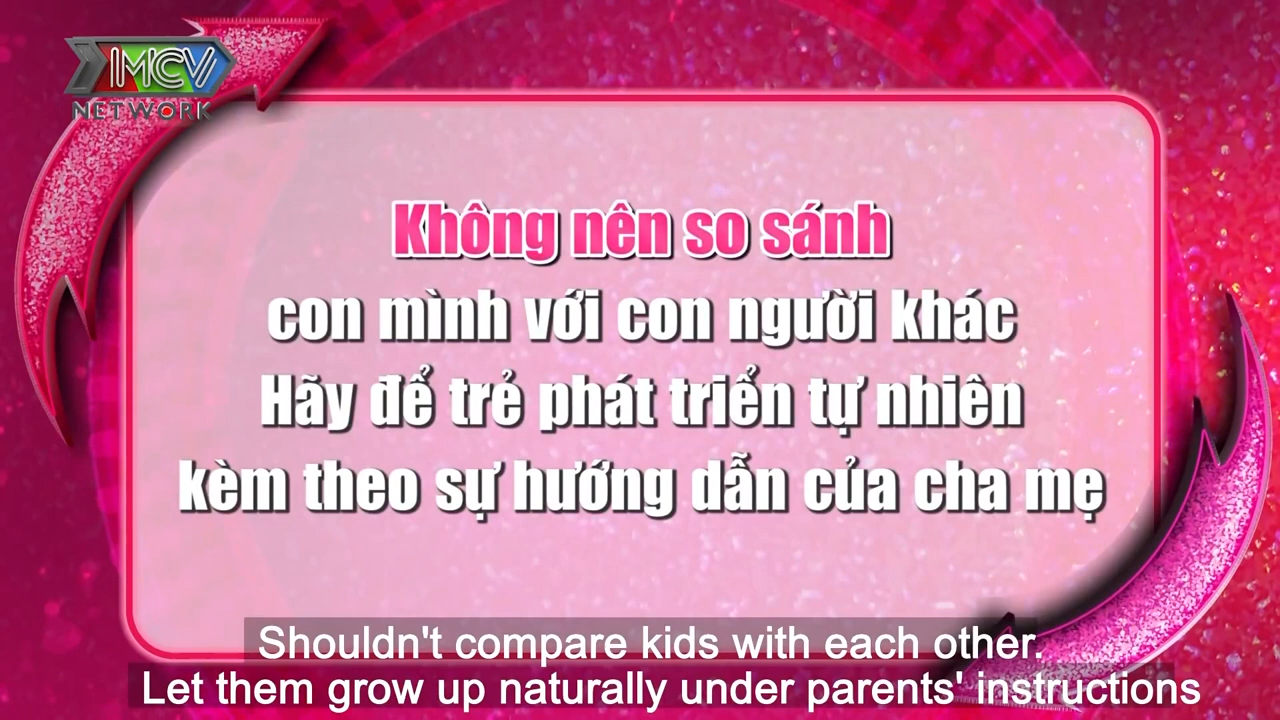 MCV
NETWORK
Không nên so sánh
con mình với con người khác
Hãy để trẻ phát triển tự nhiên
kèm theo sự hướng dẫn của cha mẹ
Shouldn't compare kids with each other.
Let them grow up naturally under parents' instructions